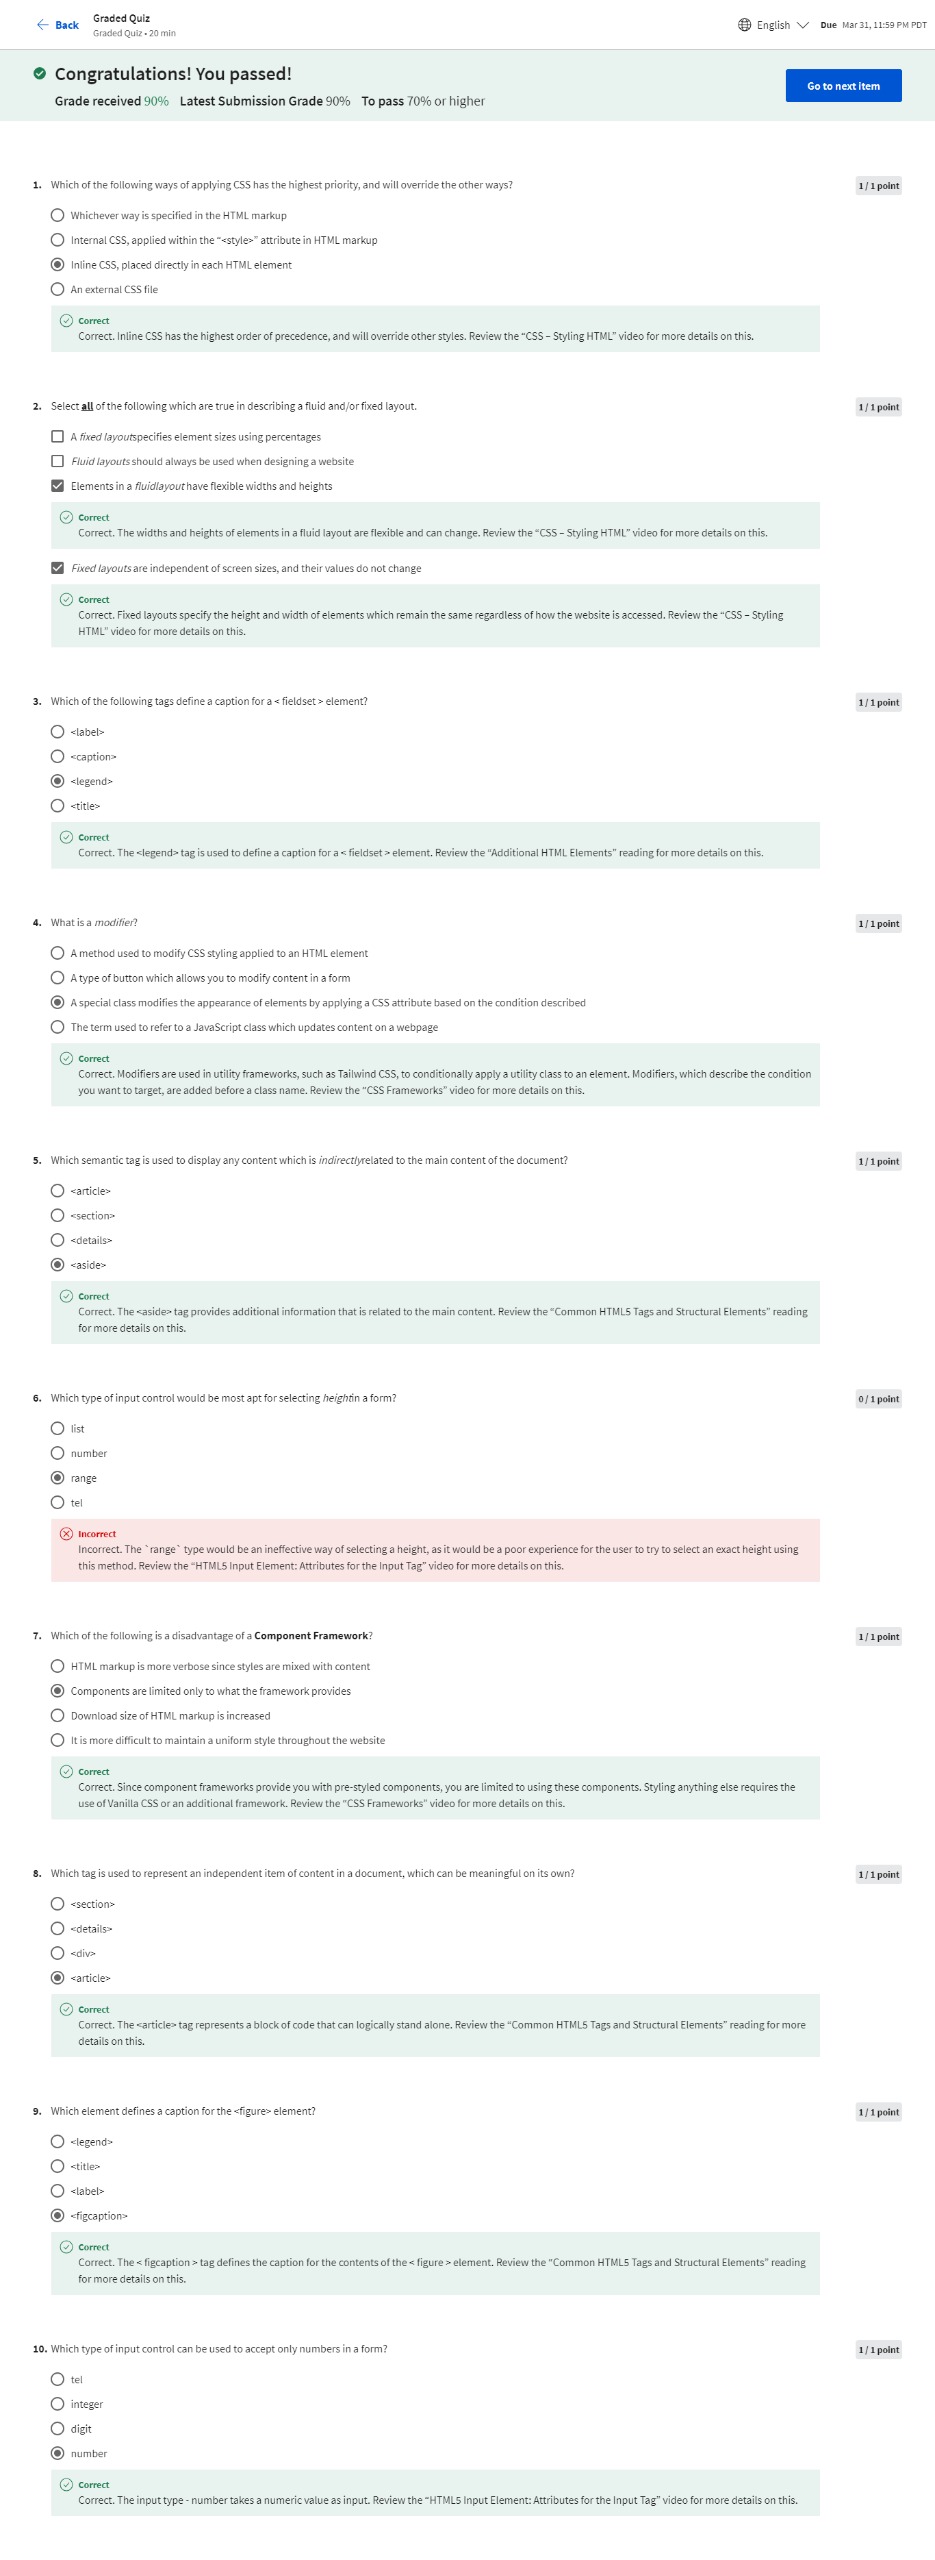 Back
Graded Quiz
Graded Quiz • 20 min
English
Due Mar 31, 11:59 PM PDT
Congratulations! You passed!
Grade received 90% Latest Submission Grade 90% To pass 70% or higher
Go to next item
1. Which of the following ways of applying CSS has the highest priority, and will override the other ways?
1 / 1 point
Whichever way is specified in the HTML markup
Internal CSS, applied within the “<style>” attribute in HTML markup
Inline CSS, placed directly in each HTML element
An external CSS file
Correct
Correct. Inline CSS has the highest order of precedence, and will override other styles. Review the “CSS – Styling HTML” video for more details on this.
2. Select all of the following which are true in describing a fluid and/or fixed layout.
1 / 1 point
A fixed layoutspecifies element sizes using percentages
Fluid layouts should always be used when designing a website
Elements in a fluidlayout have flexible widths and heights
Correct
Correct. The widths and heights of elements in a fluid layout are flexible and can change. Review the “CSS – Styling HTML” video for more details on this.
Fixed layouts are independent of screen sizes, and their values do not change
Correct
Correct. Fixed layouts specify the height and width of elements which remain the same regardless of how the website is accessed. Review the “CSS – Styling
HTML” video for more details on this.
3. Which of the following tags define a caption for a < fieldset > element?
1 / 1 point
<label>
<caption>
<legend>
<title>
Correct
Correct. The <legend> tag is used to define a caption for a < fieldset > element. Review the “Additional HTML Elements” reading for more details on this.
4. What is a modifier?
1 / 1 point
A method used to modify CSS styling applied to an HTML element
A type of button which allows you to modify content in a form
A special class modifies the appearance of elements by applying a CSS attribute based on the condition described
The term used to refer to a JavaScript class which updates content on a webpage
Correct
Correct. Modifiers are used in utility frameworks, such as Tailwind CSS, to conditionally apply a utility class to an element. Modifiers, which describe the condition
you want to target, are added before a class name. Review the “CSS Frameworks” video for more details on this.
5. Which semantic tag is used to display any content which is indirectlyrelated to the main content of the document?
1 / 1 point
<article>
<section>
<details>
<aside>
Correct
Correct. The <aside> tag provides additional information that is related to the main content. Review the “Common HTML5 Tags and Structural Elements” reading
for more details on this.
6. Which type of input control would be most apt for selecting heightin a form?
0 / 1 point
list
number
range
tel
Incorrect
Incorrect. The `range` type would be an ineffective way of selecting a height, as it would be a poor experience for the user to try to select an exact height using
this method. Review the “HTML5 Input Element: Attributes for the Input Tag” video for more details on this.
7. Which of the following is a disadvantage of a Component Framework?
1 / 1 point
HTML markup is more verbose since styles are mixed with content
Components are limited only to what the framework provides
Download size of HTML markup is increased
It is more difficult to maintain a uniform style throughout the website
Correct
Correct. Since component frameworks provide you with pre-styled components, you are limited to using these components. Styling anything else requires the
use of Vanilla CSS or an additional framework. Review the “CSS Frameworks” video for more details on this.
8. Which tag is used to represent an independent item of content in a document, which can be meaningful on its own?
1 / 1 point
<section>
<details>
<div>
<article>
Correct
Correct. The <article> tag represents a block of code that can logically stand alone. Review the “Common HTML5 Tags and Structural Elements” reading for more
details on this.
9. Which element defines a caption for the <figure> element?
1 / 1 point
<legend>
<title>
<label>
<figcaption>
Correct
Correct. The < figcaption > tag defines the caption for the contents of the < figure > element. Review the “Common HTML5 Tags and Structural Elements” reading
for more details on this.
10. Which type of input control can be used to accept only numbers in a form?
1 / 1 point
tel
integer
digit
number
Correct
Correct. The input type - number takes a numeric value as input. Review the “HTML5 Input Element: Attributes for the Input Tag” video for more details on this.